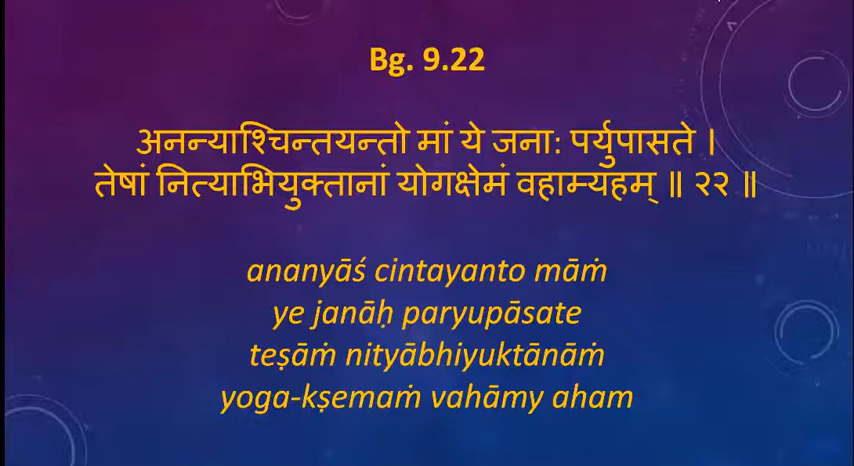 Bg. 9.22
अनन्याश्चिन्तयन्तो मां ये जनाः पर्युपासते ।
तेषां नित्याभियुक्तानां योगक्षेमं वहाम्यहम् ॥ २२ ॥
ananyāś cintayanto māṁ
ye janāḥ paryupāsate
teṣāṁ nityābhiyuktānāṁ
yoga-kṣemaṁ vahāmy aham